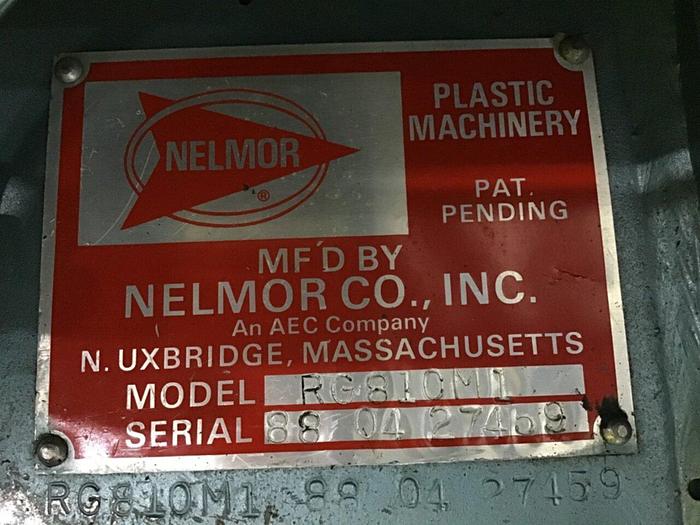 NELMOR
®
PLASTIC
MACHINERY
PAT.
PENDING
MF'D BY
NELMOR CO., INC.
An AEC Company
N. UXBRIDGE, MASSACHUSETTS
MODEL RG810M1
SERIAL 88 04 27459
RG810M1 88 04 27459